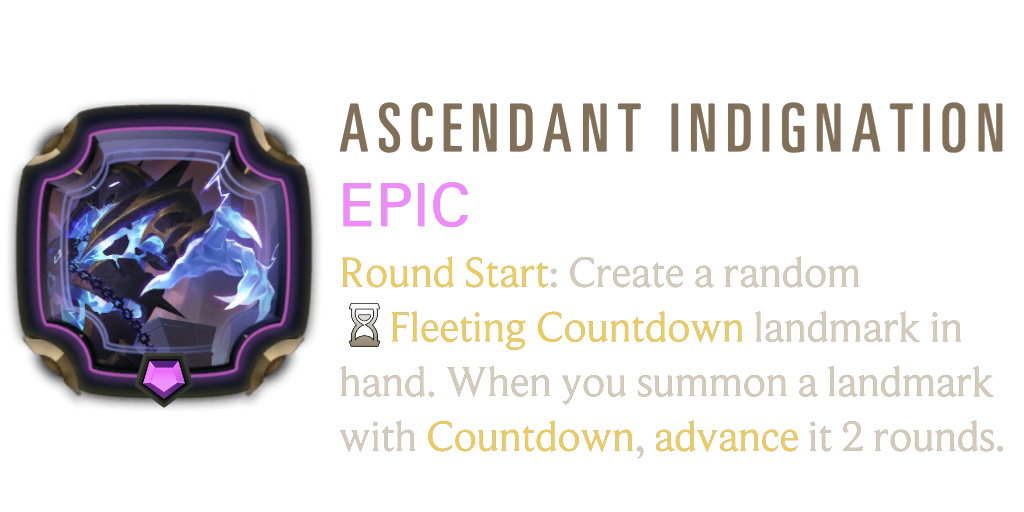 ASCENDANT INDIGNATION
EPIC
Round Start: Create a random
Fleeting Countdown landmark in
hand. When you summon a landmark
with Countdown, advance it 2 rounds.